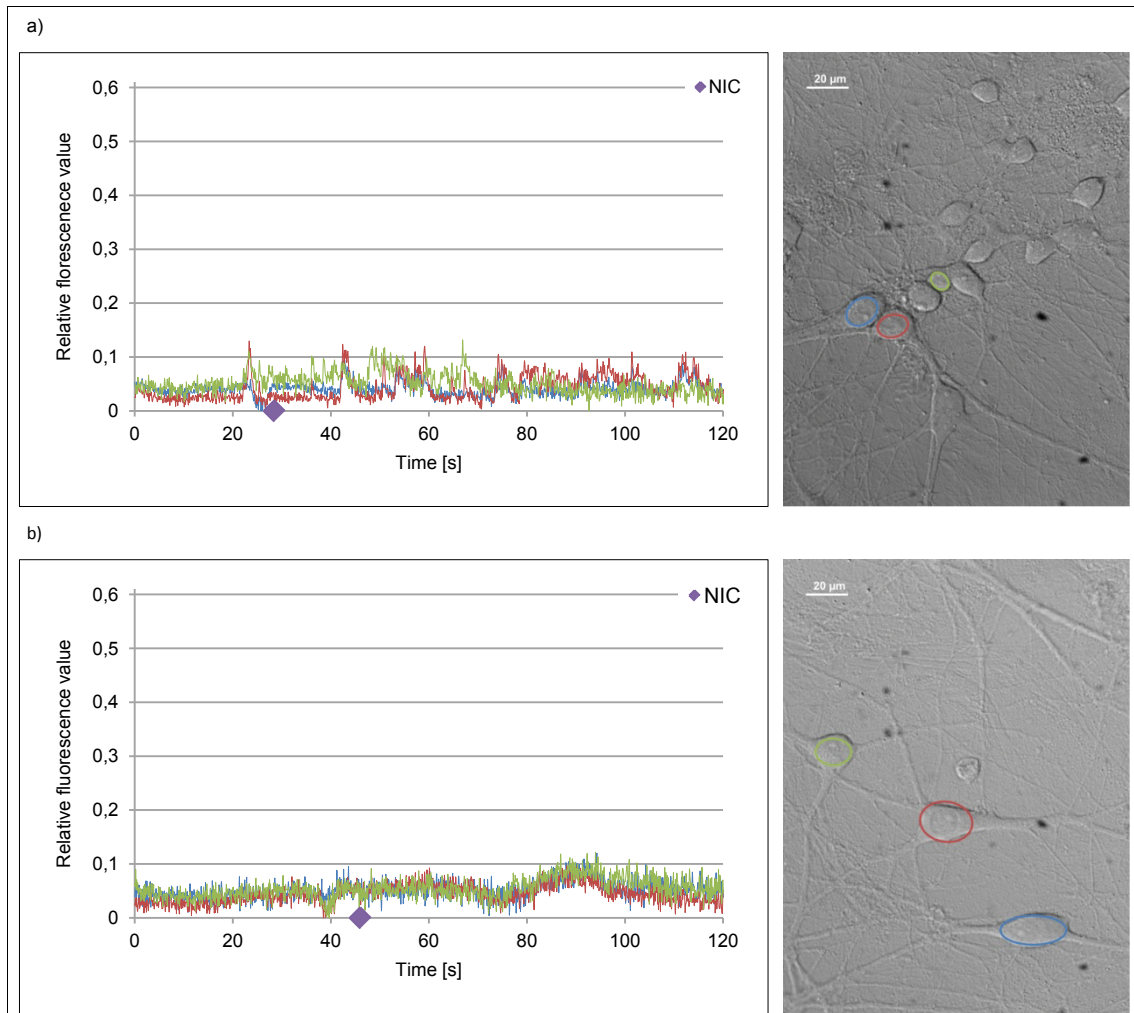 a)
NIC
0,6
0,5
0,4
0,3
0,2
0,1
0
Relative florescenece value
0 20 40 60 80 100 120
Time [s]
20 µm
b)
NIC
0,6
0,5
0,4
0,3
0,2
0,1
0
Relative fluorescence value
0 20 40 60 80 100 120
Time [s]
20 µm